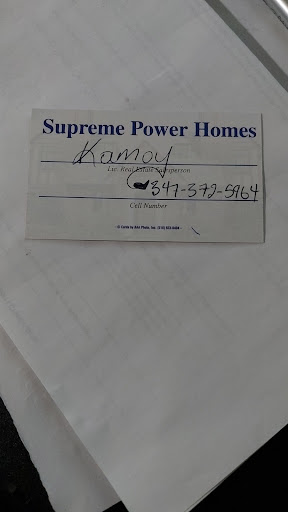 Supreme Power Homes
Kamoy
Lic. Real Estate Salesperson
347-372-5964
Cell Number